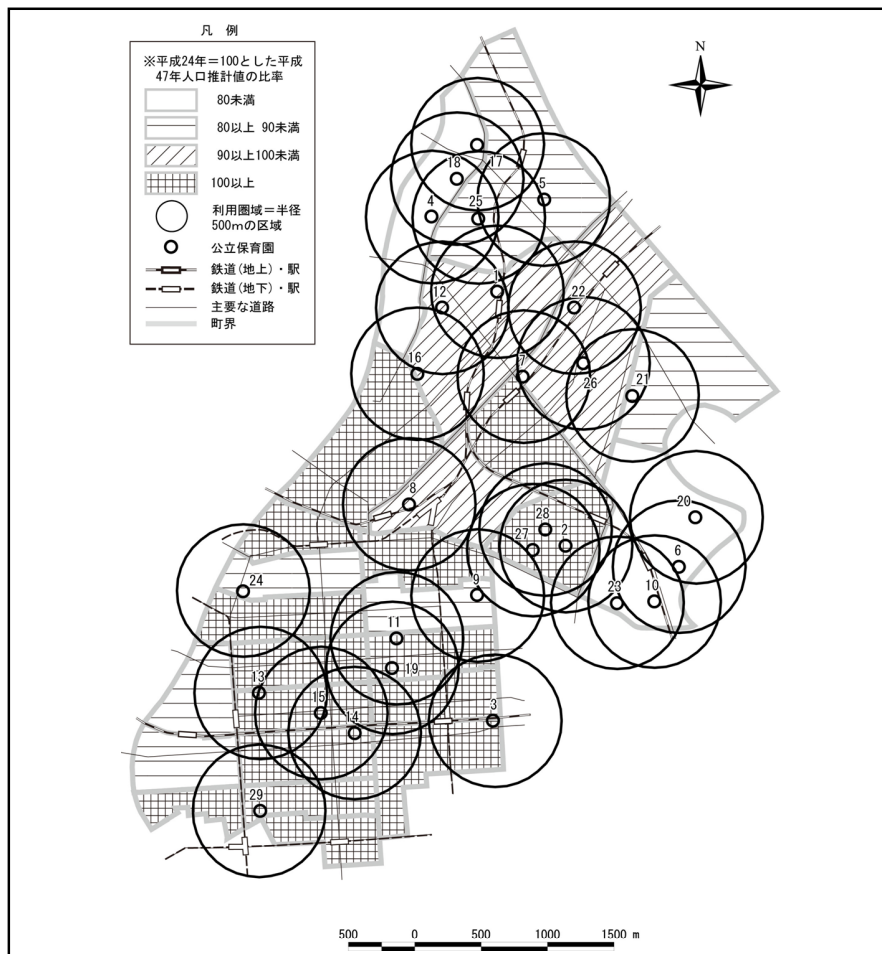 凡 例
※平成24年=100とした平成
47年人口推計値の比率
80未満
80以上 90未満
90以上100未満
100以上
利用圏域=半径
500mの区域
公立保育園
鉄道(地上)・駅
鉄道(地下)・駅
主要な道路
町界
N
18
17
4
25
5
1
12
22
16
7
26
21
8
28
27
2
20
6
24
9
23
10
11
19
13
15
14
3
29
500 0 500 1000 1500 m